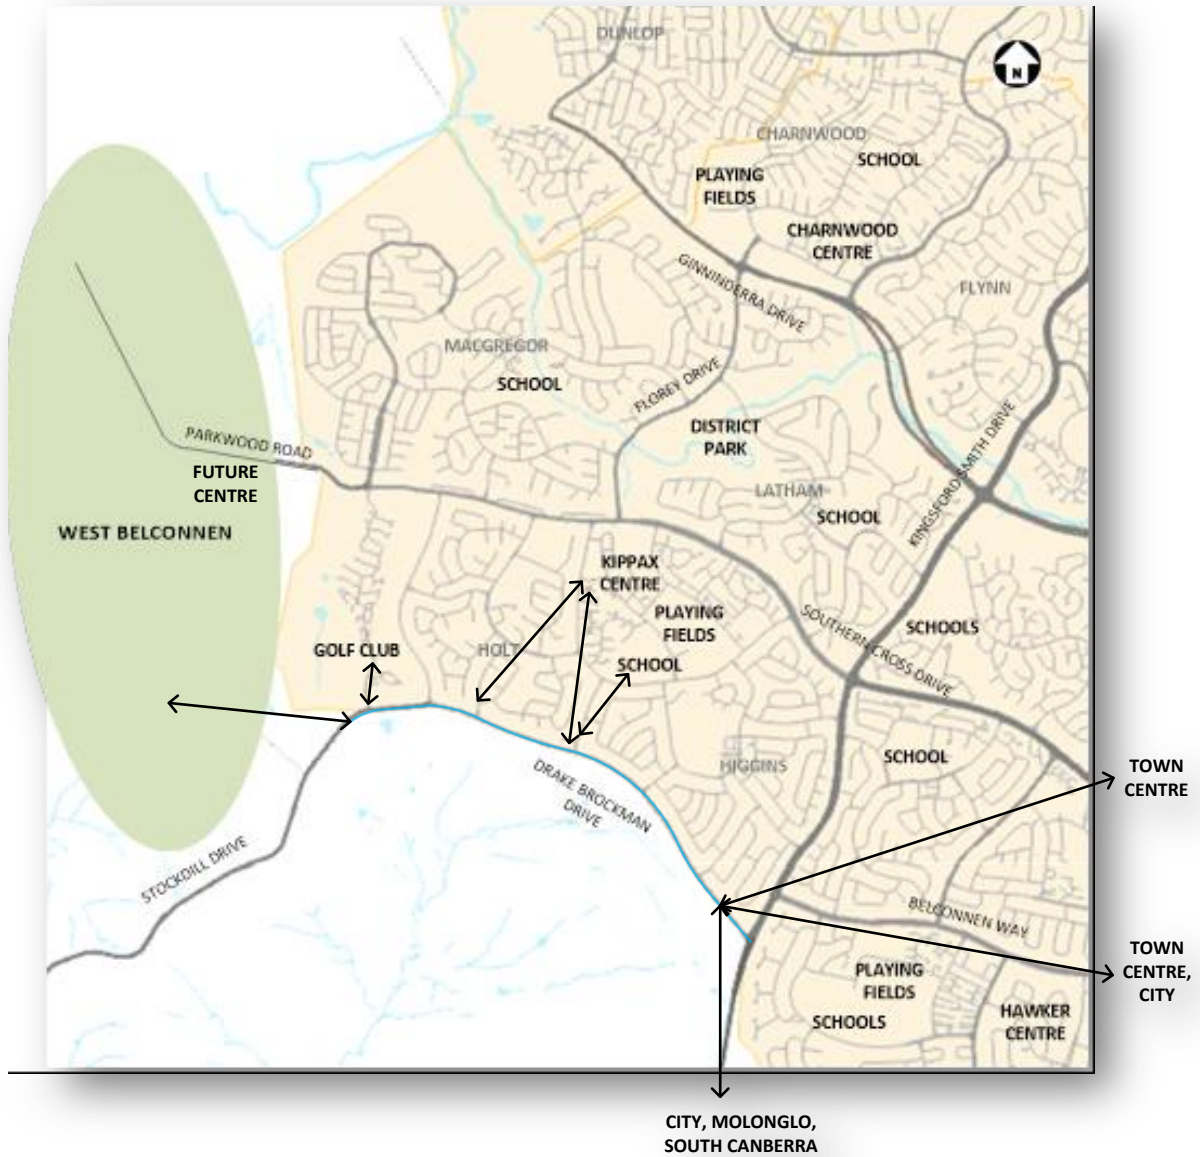 DUNLOP
N
CHARNWOOD
SCHOOL
PLAYING
FIELDS
CHARNWOOD
CENTRE
GINNINDERRA DRIVE
FLYNN
MACGREGOR
SCHOOL
FLOREY DRIVE
DISTRICT
PARK
PARKWOOD ROAD
FUTURE
CENTRE
WEST BELCONNEN
LATHAM
SCHOOL
KINGSFORD SMITH DRIVE
KIPPAX
CENTRE
PLAYING
FIELDS
SOUTHERN CROSS DRIVE
SCHOOLS
GOLF CLUB
HOLT
SCHOOL
HIGGINS
SCHOOL
TOWN
CENTRE
DRAKE BROCKMAN
DRIVE
STOCKDILL DRIVE
BELCONNEN WAY
TOWN
CENTRE,
CITY
PLAYING
FIELDS
SCHOOLS
HAWKER
CENTRE
CITY, MOLONGLO,
SOUTH CANBERRA